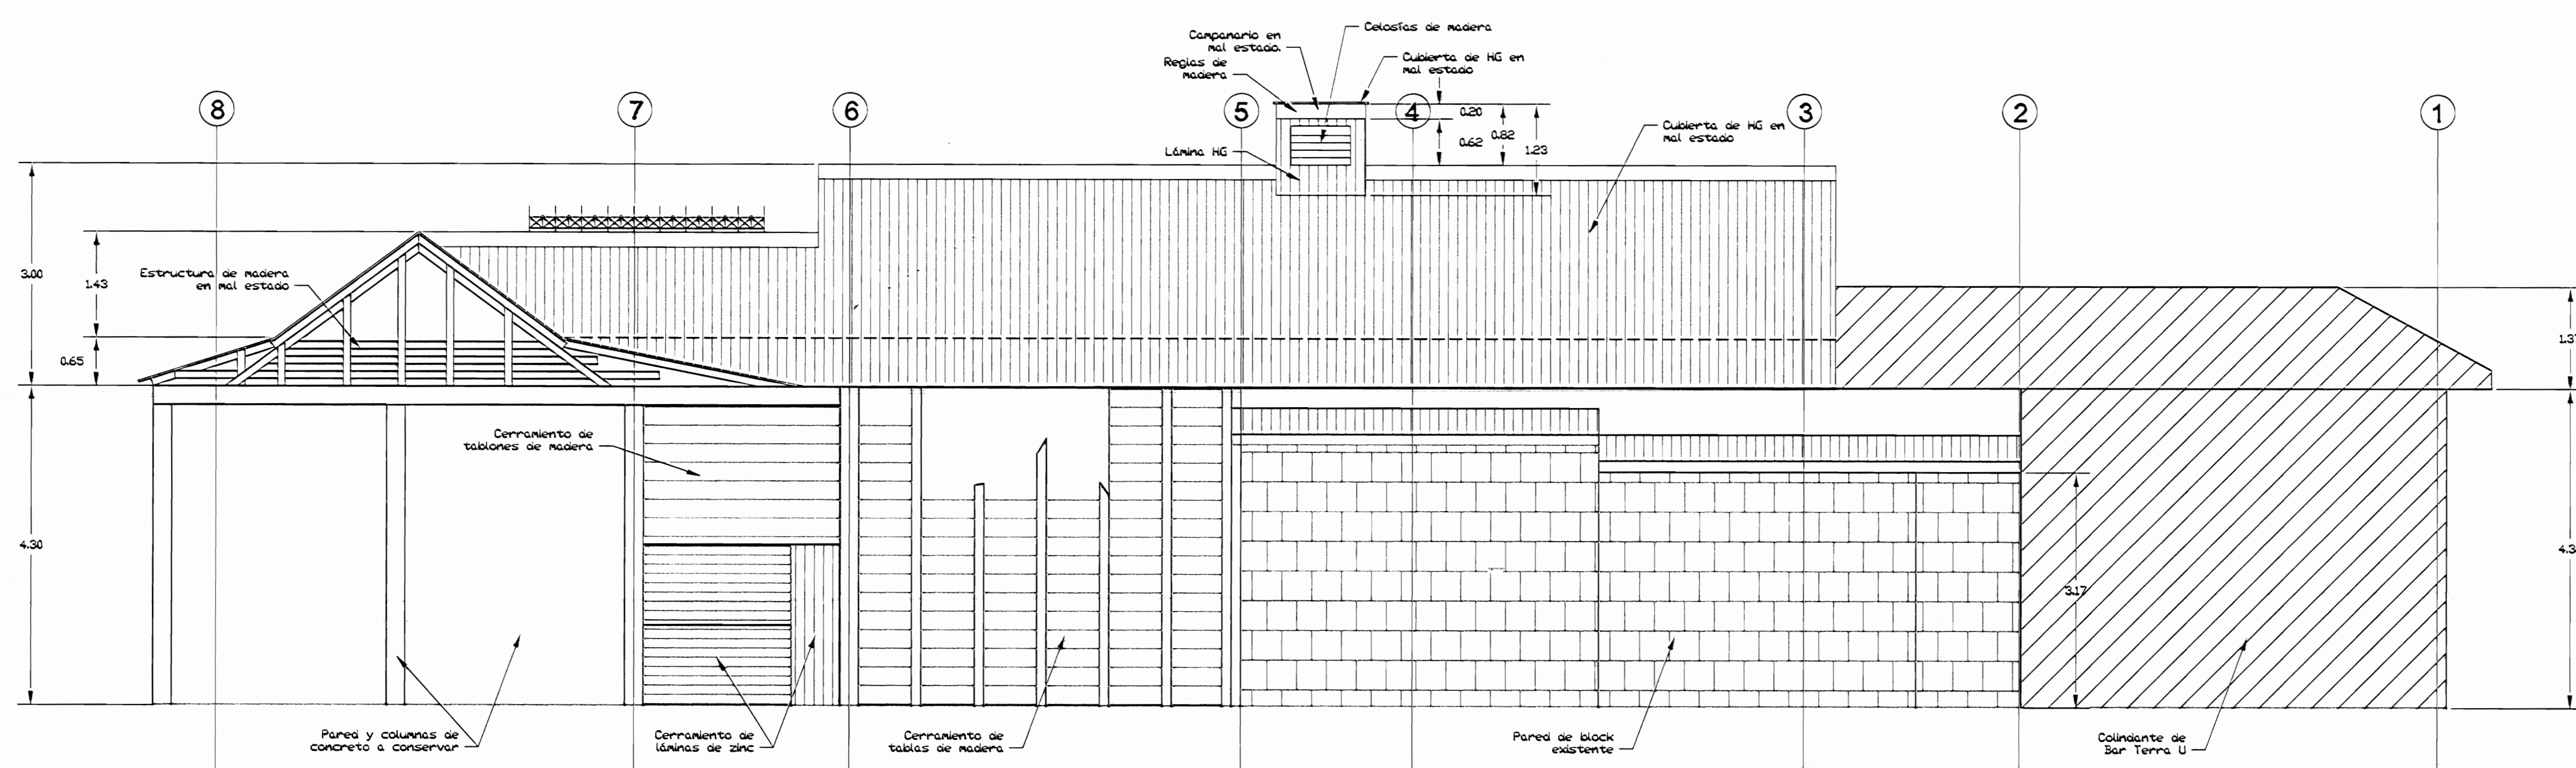 Celosías de madera
Campanario en
mal estado.
Reglas de
madera
Cubierta de HG en
mal estado
8
7
6
5
4
3
2
1
0.20
0.62
0.82
1.23
Cubierta de HG en
mal estado
Lámina HG
3.00
1.43
0.65
Estructura de madera
en mal estado
Cerramiento de
tablones de madera
4.30
3.17
Pared y columnas de
concreto a conservar
Cerramiento de
láminas de zinc
Cerramiento de
tablas de madera
Pared de block
existente
Colindante de
Bar Terra U